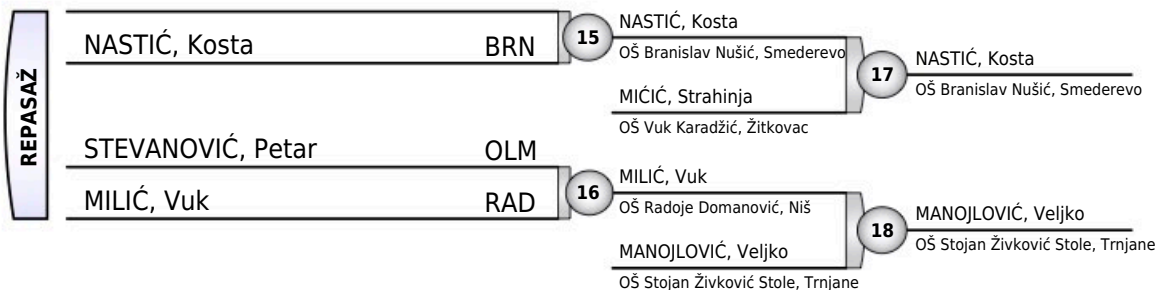 REPASAŽ
NASTIĆ, Kosta BRN
STEVANOVIĆ, Petar OLM
MILIĆ, Vuk RAD
15
NASTIĆ, Kosta
OŠ Branislav Nušić, Smederevo
MIĆIĆ, Strahinja
OŠ Vuk Karadžić, Žitkovac
16
MILIĆ, Vuk
OŠ Radoje Domanović, Niš
MANOJLOVIĆ, Veljko
OŠ Stojan Živković Stole, Trnjane
17
NASTIĆ, Kosta
OŠ Branislav Nušić, Smederevo
18
MANOJLOVIĆ, Veljko
OŠ Stojan Živković Stole, Trnjane